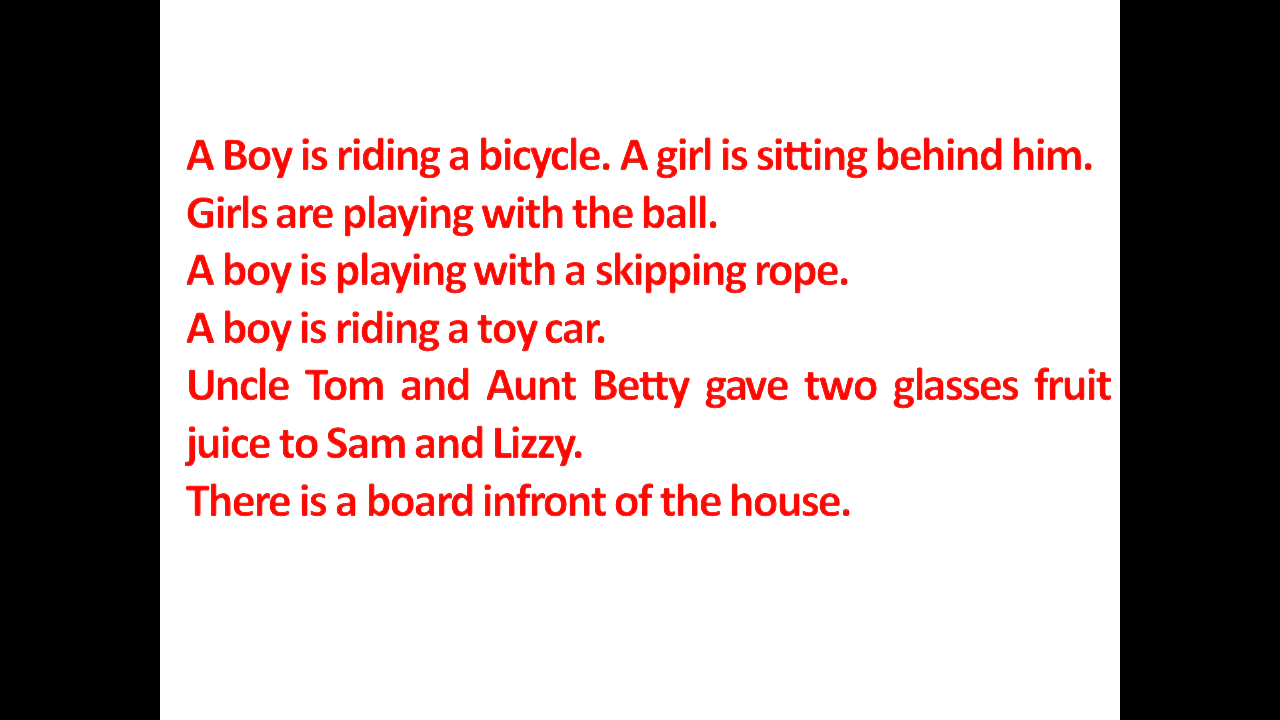 A Boy is riding a bicycle. A girl is sitting behind him.
Girls are playing with the ball.
A boy is playing with a skipping rope.
A boy is riding a toy car.
Uncle Tom and Aunt Betty gave two glasses fruit
juice to Sam and Lizzy.
There is a board infront of the house.